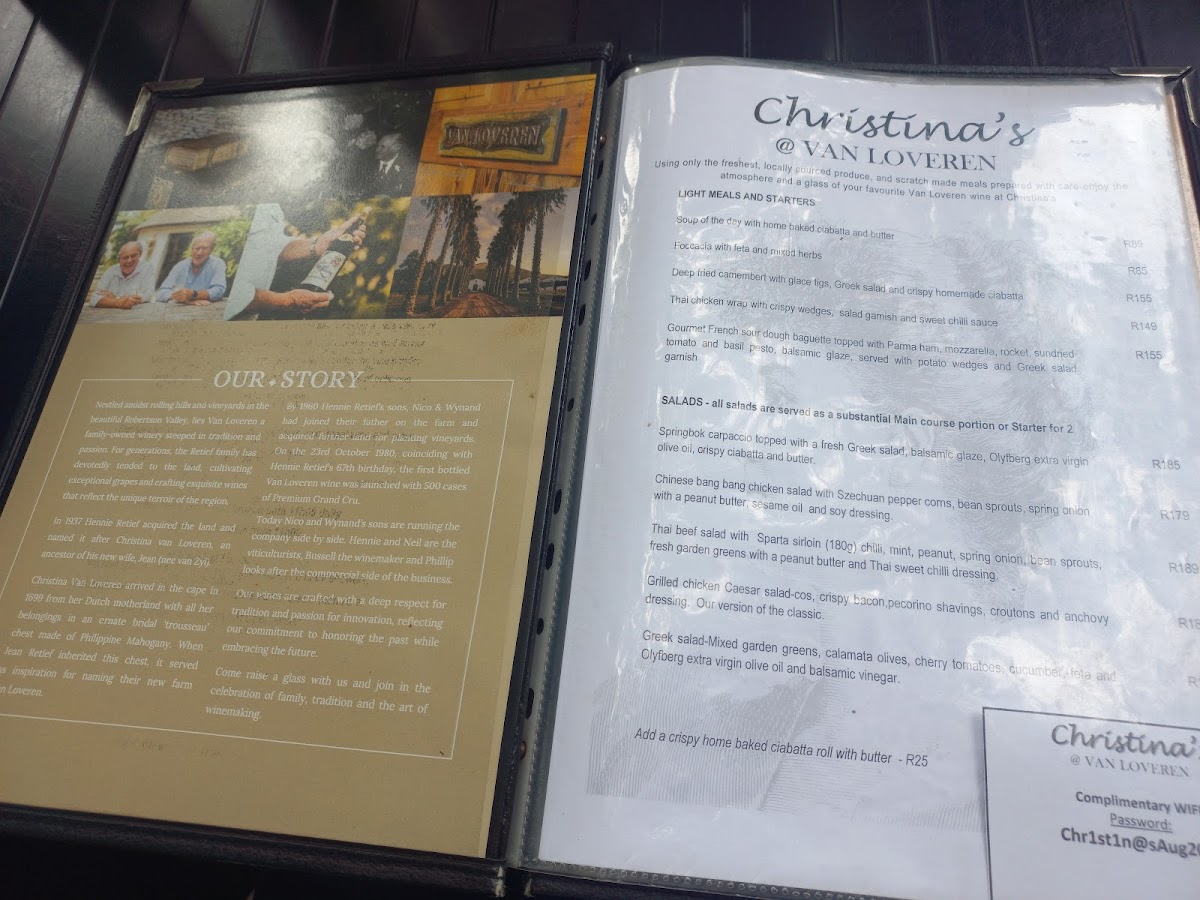 VAN LOVEREN
OUR STORY
Nestled amidst rolling hills and vineyards in the
beautiful Robertson Valley, lies Van Loveren a
family-owned winery steeped in tradition and
passion. For generations, the Retief family has
devotedly tended to the land, cultivating
exceptional grapes and crafting exquisite wines
that reflect the unique terroir of the region.
In 1937 Hennie Retief acquired the land and
named it after Christina van Loveren, an
ancestor of his new wife, Jean (nee van Zyl).
Christina Van Loveren arrived in the cape in
1699 from her Dutch motherland with all her
belongings in an ornate bridal 'trousseau'
chest made of Philippine Mahogany. When
Jean Retief inherited this chest, it served
as inspiration for naming their new farm
Loveren.
By 1960 Hennie Retief's sons, Nico & Wynand
had joined their father on the farm and
acquired further land for planting vineyards.
On the 23rd October 1980, coinciding with
Hennie Retief's 67th birthday, the first bottled
Van Loveren wine was launched with 500 cases
of Premium Grand Cru.
Today Nico and Wynand's sons are running the
company side by side. Hennie and Neil are the
viticulturists, Bussell the winemaker and Phillip
looks after the commercial side of the business.
Our wines are crafted with a deep respect for
tradition and passion for innovation, reflecting
our commitment to honoring the past while
embracing the future.
Come raise a glass with us and join in the
celebration of family, tradition and the art of
winemaking.
Christina's
@ VAN LOVEREN
Using only the freshest, locally sourced produce, and scratch made meals prepared with care-enjoy the
atmosphere and a glass of your favourite Van Loveren wine at Christina's
LIGHT MEALS AND STARTERS
Soup of the day with home baked ciabatta and butter R89
Foccacia with feta and mixed herbs R85
Deep fried camembert with glace figs, Greek salad and crispy homemade ciabatta R155
Thai chicken wrap with crispy wedges, salad garnish and sweet chilli sauce R149
Gourmet French sour dough baguette topped with Parma ham, mozzarella, rocket, sundried R155
tomato and basil pesto, balsamic glaze, served with potato wedges and Greek salad
garnish
SALADS - all salads are served as a substantial Main course portion or Starter for 2
Springbok carpaccio topped with a fresh Greek salad, balsamic glaze, Olyfberg extra virgin R185
olive oil, crispy ciabatta and butter.
Chinese bang bang chicken salad with Szechuan pepper corns, bean sprouts, spring onion R179
with a peanut butter, sesame oil and soy dressing.
Thai beef salad with Sparta sirloin (180g) chilli, mint, peanut, spring onion, bean sprouts, R189
fresh garden greens with a peanut butter and Thai sweet chilli dressing.
Grilled chicken Caesar salad-cos, crispy bacon,pecorino shavings, croutons and anchovy
dressing. Our version of the classic.
Greek salad-Mixed garden greens, calamata olives, cherry tomatoes, cucumber, feta and
Olyfberg extra virgin olive oil and balsamic vinegar.
Add a crispy home baked ciabatta roll with butter - R25
Christina's
@ VAN LOVEREN
Complimentary WIFI
Password:
Chr1st1n@sAug20